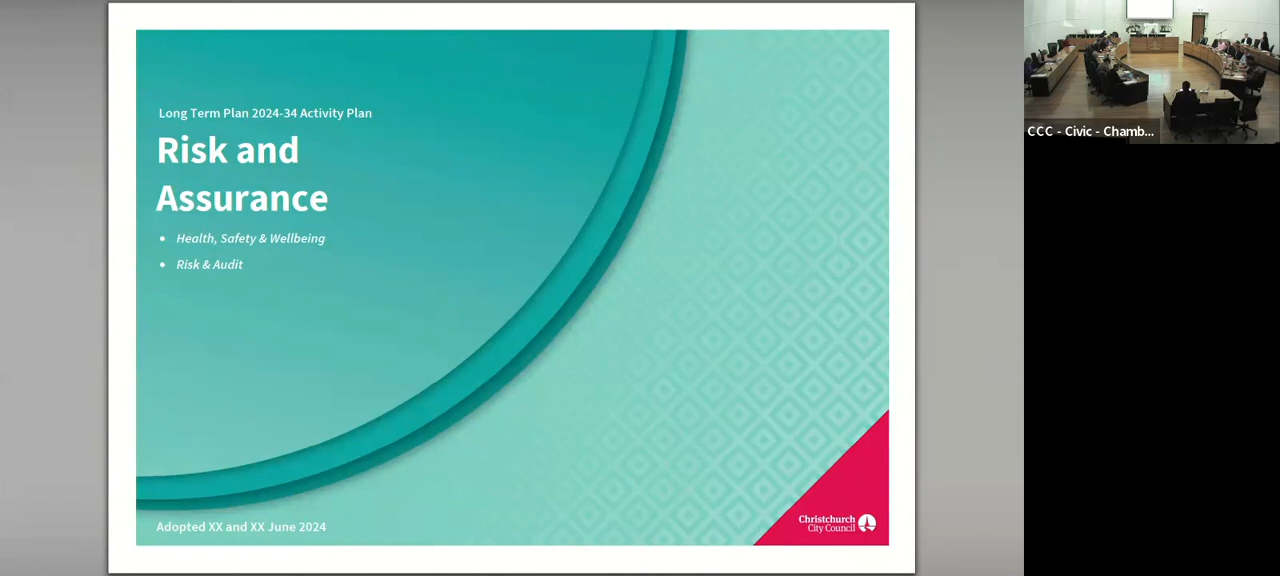 Long Term Plan 2024-34 Activity Plan
Risk and
Assurance
• Health, Safety & Wellbeing
• Risk & Audit
Adopted XX and XX June 2024
Christchurch
City Council
CCC - Civic - Chamb...